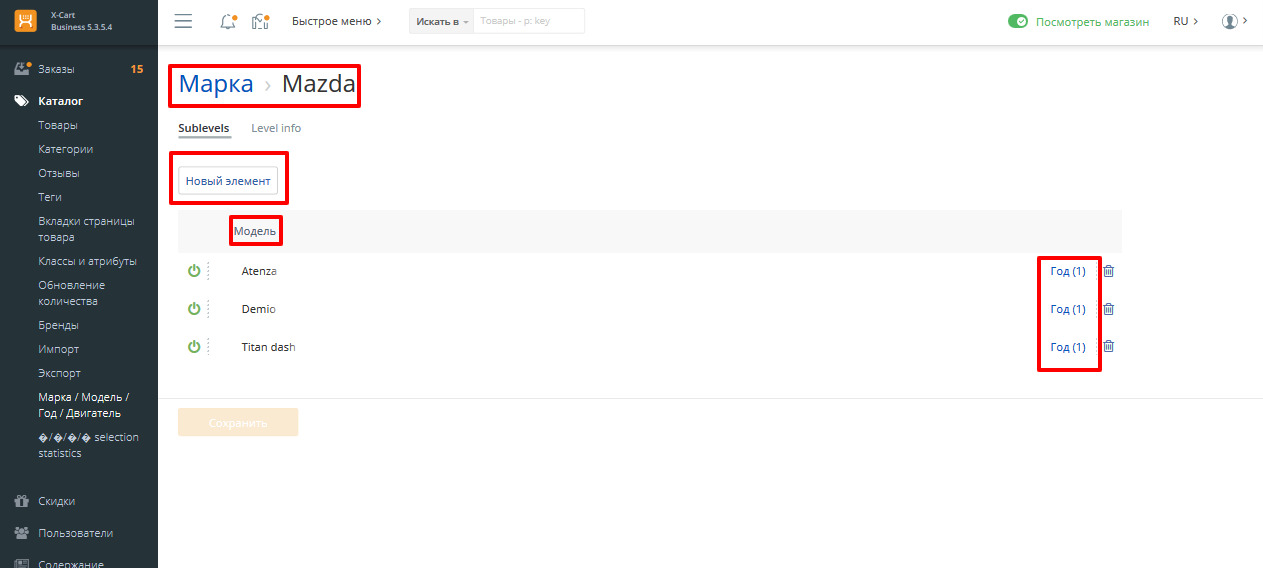 X-Cart
Business 5.3.5.4
Быстрое меню
Искать в
Товары - p: key
Посмотреть магазин
RU
Заказы 15
Каталог
Товары
Категории
Отзывы
Теги
Вкладки страницы
товара
Классы и атрибуты
Обновление
количества
Бренды
Импорт
Экспорт
Марка / Модель /
Год / Двигатель
�/�/�/� selection
statistics
Скидки
Пользователи
Содержание
Марка › Mazda
Sublevels Level info
Новый элемент
Модель
Atenza Год (1)
Demio Год (1)
Titan dash Год (1)
Сохранить